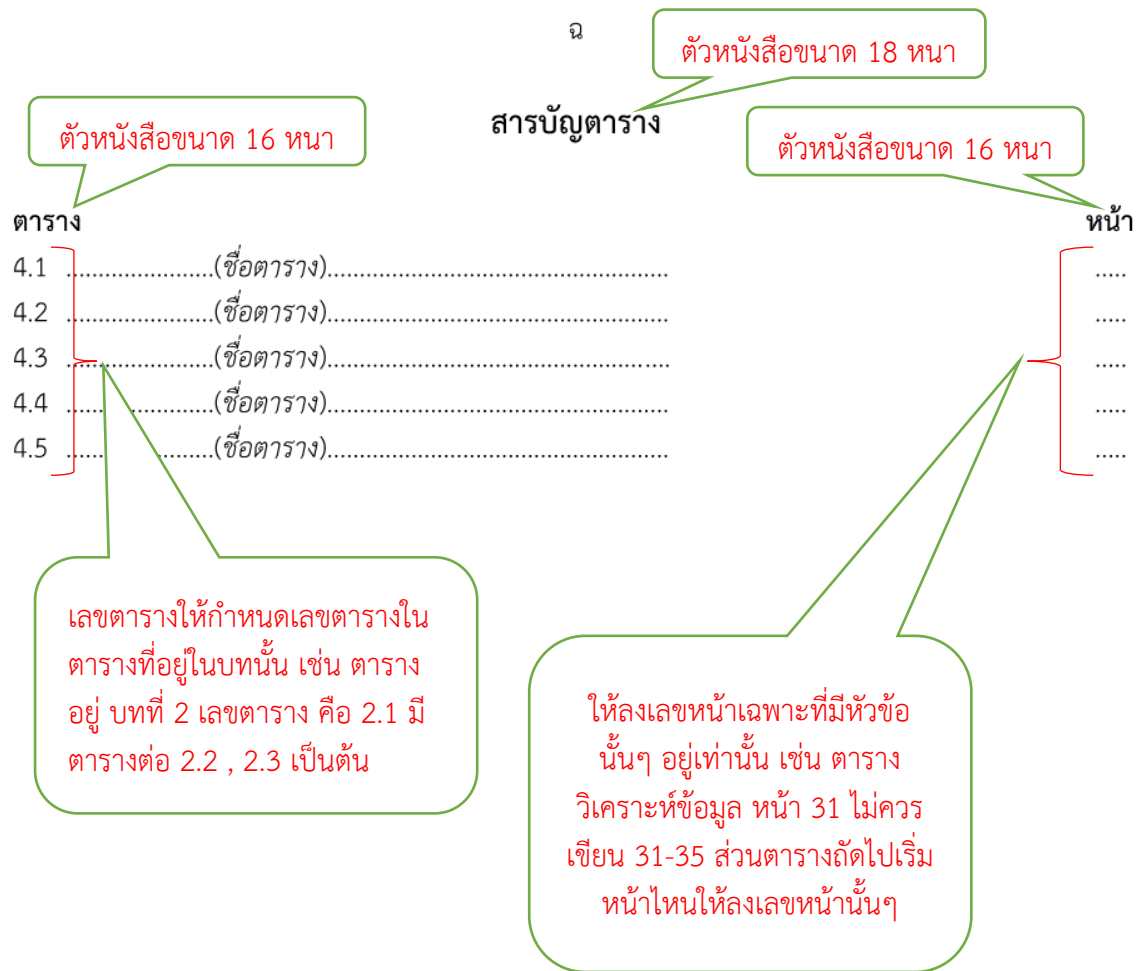 ฉ
ตัวหนังสือขนาด 18 หนา
สารบัญตาราง
ตัวหนังสือขนาด 16 หนา
ตัวหนังสือขนาด 16 หนา
ตาราง
หน้า
4.1 ......................(ชื่อตาราง)................................................... .....
4.2 ......................(ชื่อตาราง)................................................... .....
4.3 ......................(ชื่อตาราง)................................................... .....
4.4 ......................(ชื่อตาราง)................................................... .....
4.5 ......................(ชื่อตาราง)................................................... .....
เลขตารางให้กำหนดเลขตารางใน
ตารางที่อยู่ในบทนั้น เช่น ตาราง
อยู่ บทที่ 2 เลขตาราง คือ 2.1 มี
ตารางต่อ 2.2 , 2.3 เป็นต้น
ให้ลงเลขหน้าเฉพาะที่มีหัวข้อ
นั้นๆ อยู่เท่านั้น เช่น ตาราง
วิเคราะห์ข้อมูล หน้า 31 ไม่ควร
เขียน 31-35 ส่วนตารางถัดไปเริ่ม
หน้าไหนให้ลงเลขหน้านั้นๆ